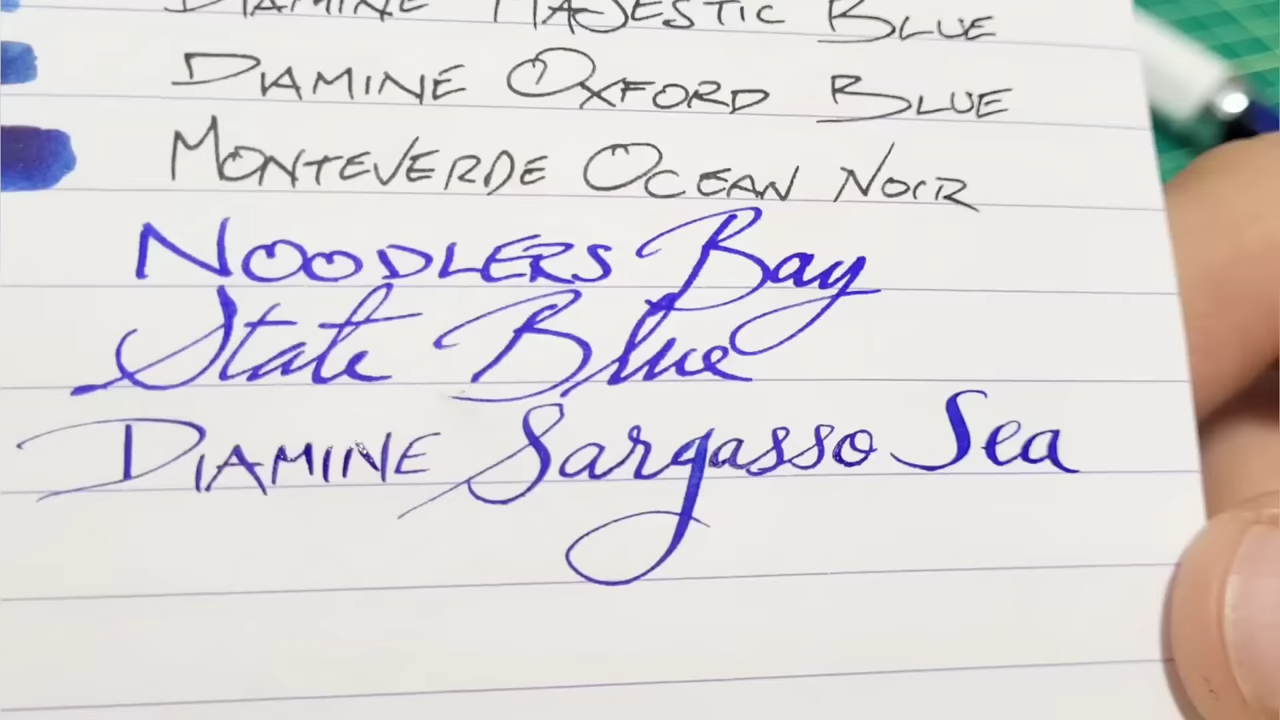 DIAMINE MAJESTIC BLUE
DIAMINE OXFORD BLUE
MONTEVERDE OCEAN NOIR
NOODLERS Bay
State Blue
DIAMINE Sargasso Sea